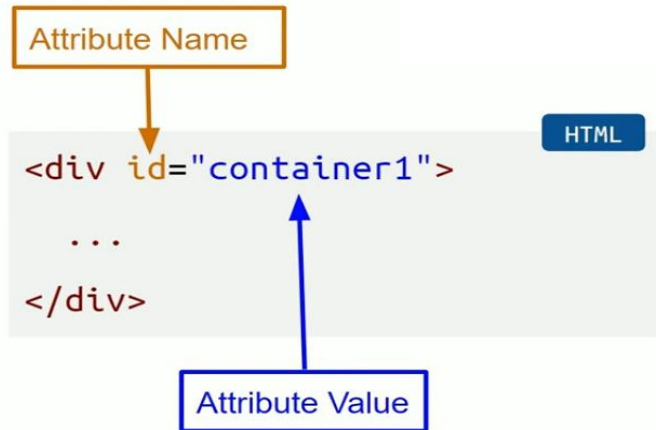 Attribute Name
HTML
<div id="container1">
...
</div>
Attribute Value